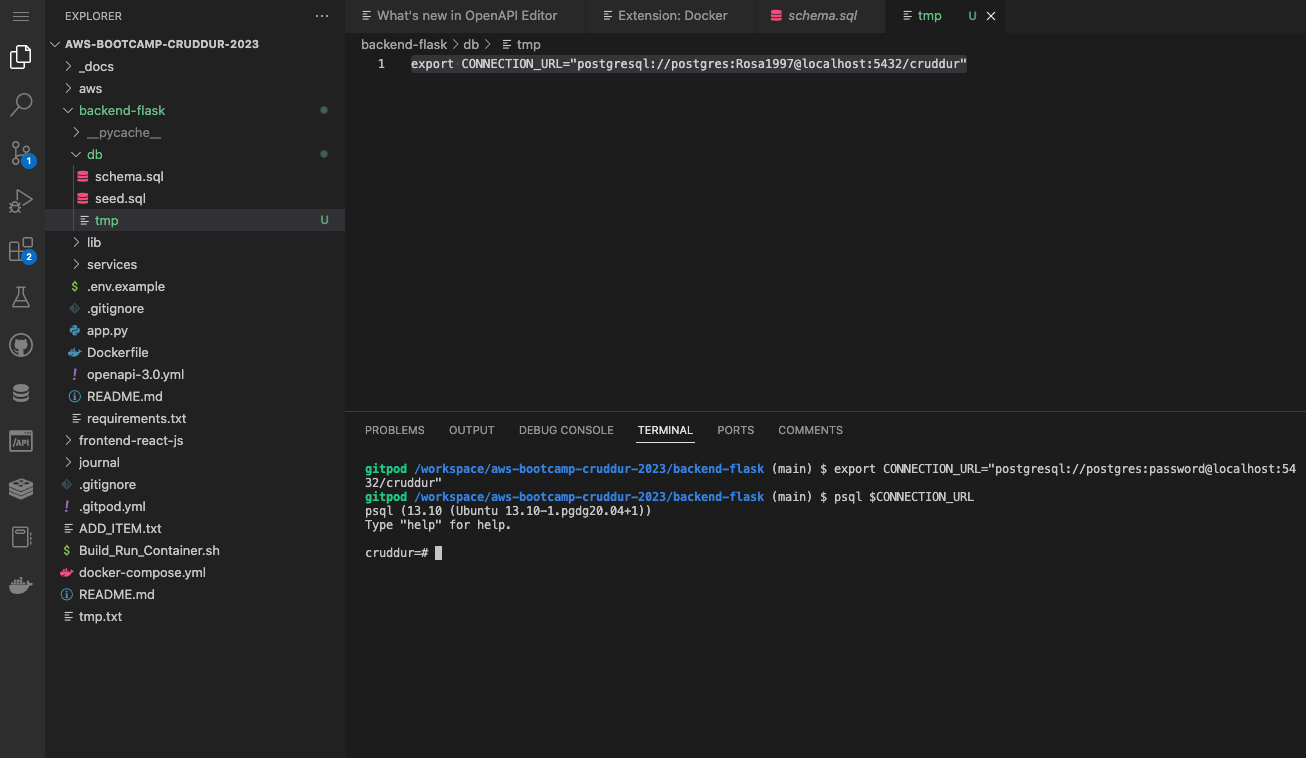 EXPLORER
AWS-BOOTCAMP-CRUDDUR-2023
_docs
aws
backend-flask
__pycache__
db
schema.sql
seed.sql
tmp U
lib
services
$ .env.example
.gitignore
app.py
Dockerfile
! openapi-3.0.yml
README.md
requirements.txt
frontend-react-js
journal
.gitignore
! .gitpod.yml
ADD_ITEM.txt
$ Build_Run_Container.sh
docker-compose.yml
README.md
tmp.txt
1
2
/API
What's new in OpenAPI Editor Extension: Docker schema.sql tmp U
backend-flask > db > tmp
1 export CONNECTION_URL="postgresql://postgres:Rosa1997@localhost:5432/cruddur"
PROBLEMS OUTPUT DEBUG CONSOLE TERMINAL PORTS COMMENTS
gitpod /workspace/aws-bootcamp-cruddur-2023/backend-flask (main) $ export CONNECTION_URL="postgresql://postgres:password@localhost:54
32/cruddur"
gitpod /workspace/aws-bootcamp-cruddur-2023/backend-flask (main) $ psql $CONNECTION_URL
psql (13.10 (Ubuntu 13.10-1.pgdg20.04+1))
Type "help" for help.
cruddur=#